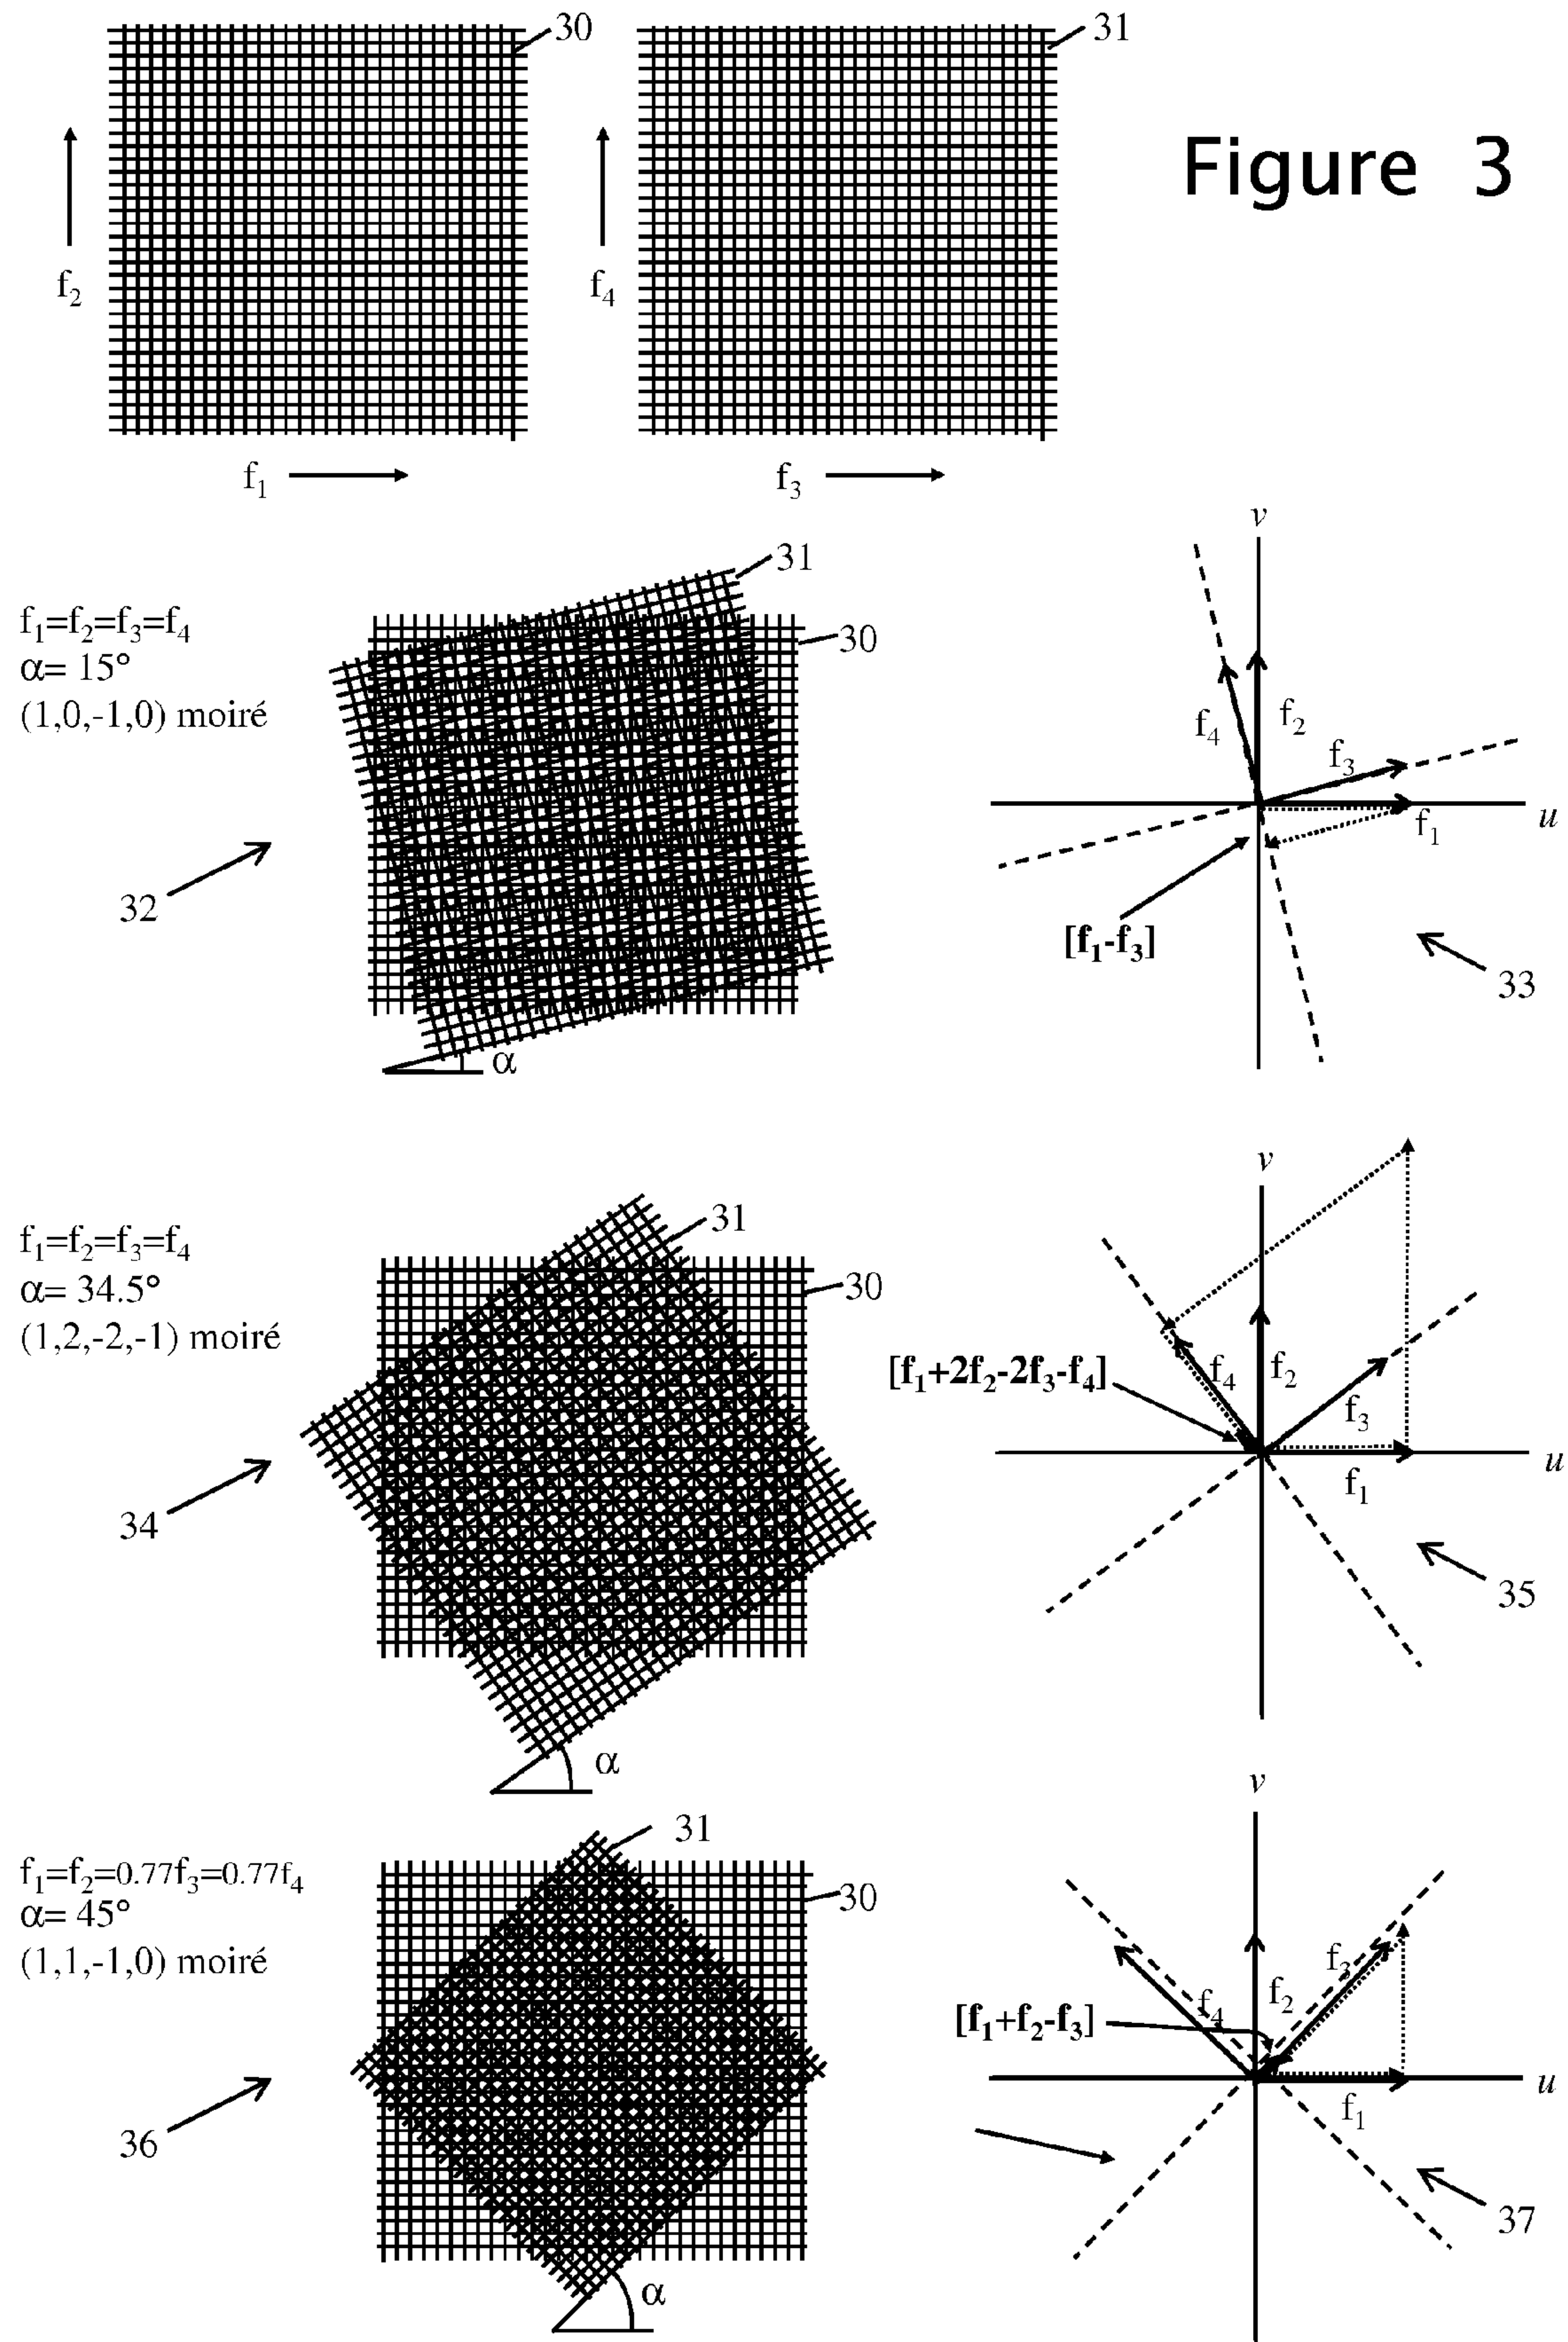 30
31
Figure 3
f₂
f₄
f₁
f₃
f₁=f₂=f₃=f₄
α= 15°
(1,0,-1,0) moiré
31
30
32
α
v
f₄
f₂
f₃
u
f₁
[f₁-f₃]
33
f₁=f₂=f₃=f₄
α= 34.5°
(1,2,-2,-1) moiré
31
30
34
α
v
[f₁+2f₂-2f₃-f₄]
f₄
f₂
f₃
u
f₁
35
f₁=f₂=0.77f₃=0.77f₄
α= 45°
(1,1,-1,0) moiré
31
30
36
α
v
f₃
f₂
f₄
[f₁+f₂-f₃]
u
f₁
37